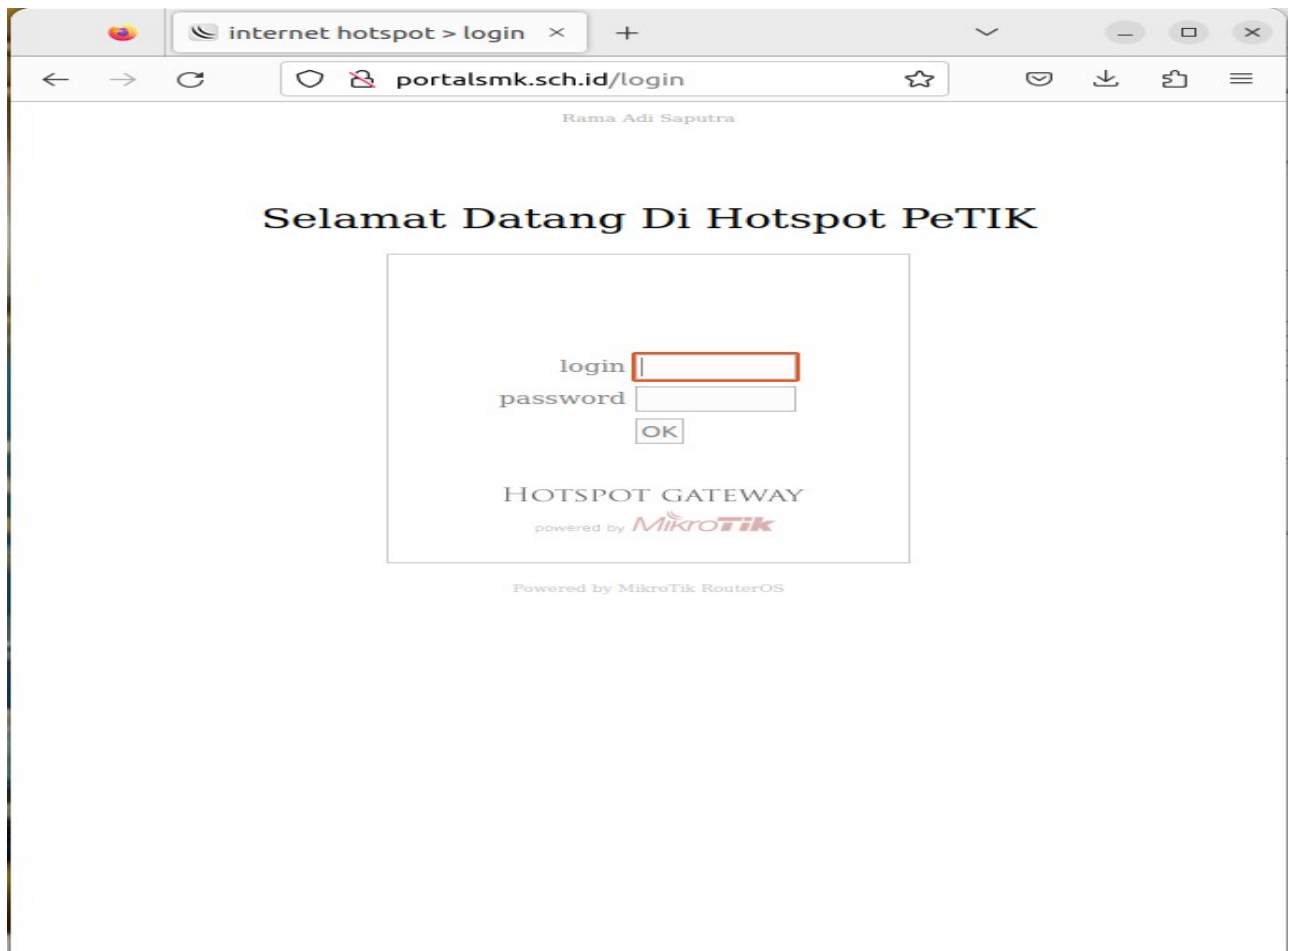 internet hotspot > login
portalsmk.sch.id/login
Rama Adi Saputra
Selamat Datang Di Hotspot PeTIK
login
password
OK
HOTSPOT GATEWAY
powered by MikroTik
Powered by MikroTik RouterOS